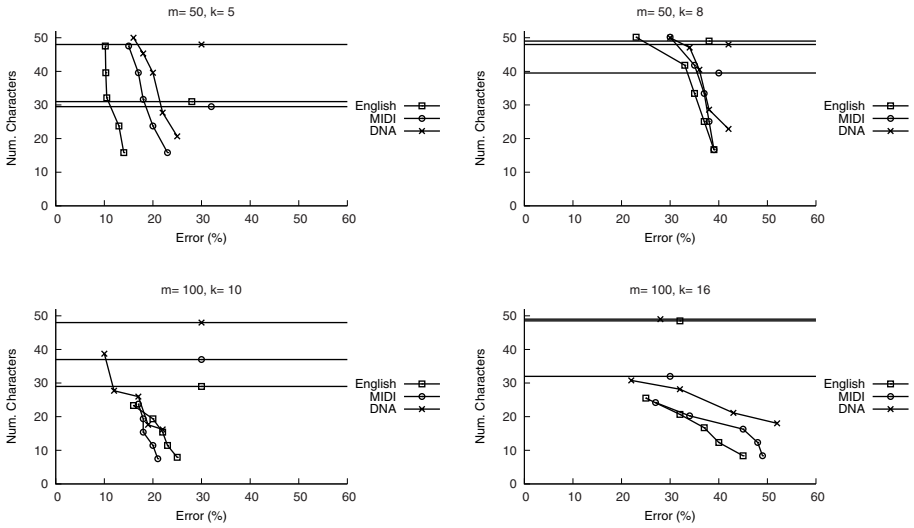 m= 50, k= 5
50
40
30
20
10
0
Num. Characters
0 10 20 30 40 50 60
Error (%)
English
MIDI
DNA
m= 50, k= 8
50
40
30
20
10
0
Num. Characters
0 10 20 30 40 50 60
Error (%)
English
MIDI
DNA
m= 100, k= 10
50
40
30
20
10
0
Num. Characters
0 10 20 30 40 50 60
Error (%)
English
MIDI
DNA
m= 100, k= 16
50
40
30
20
10
0
Num. Characters
0 10 20 30 40 50 60
Error (%)
English
MIDI
DNA